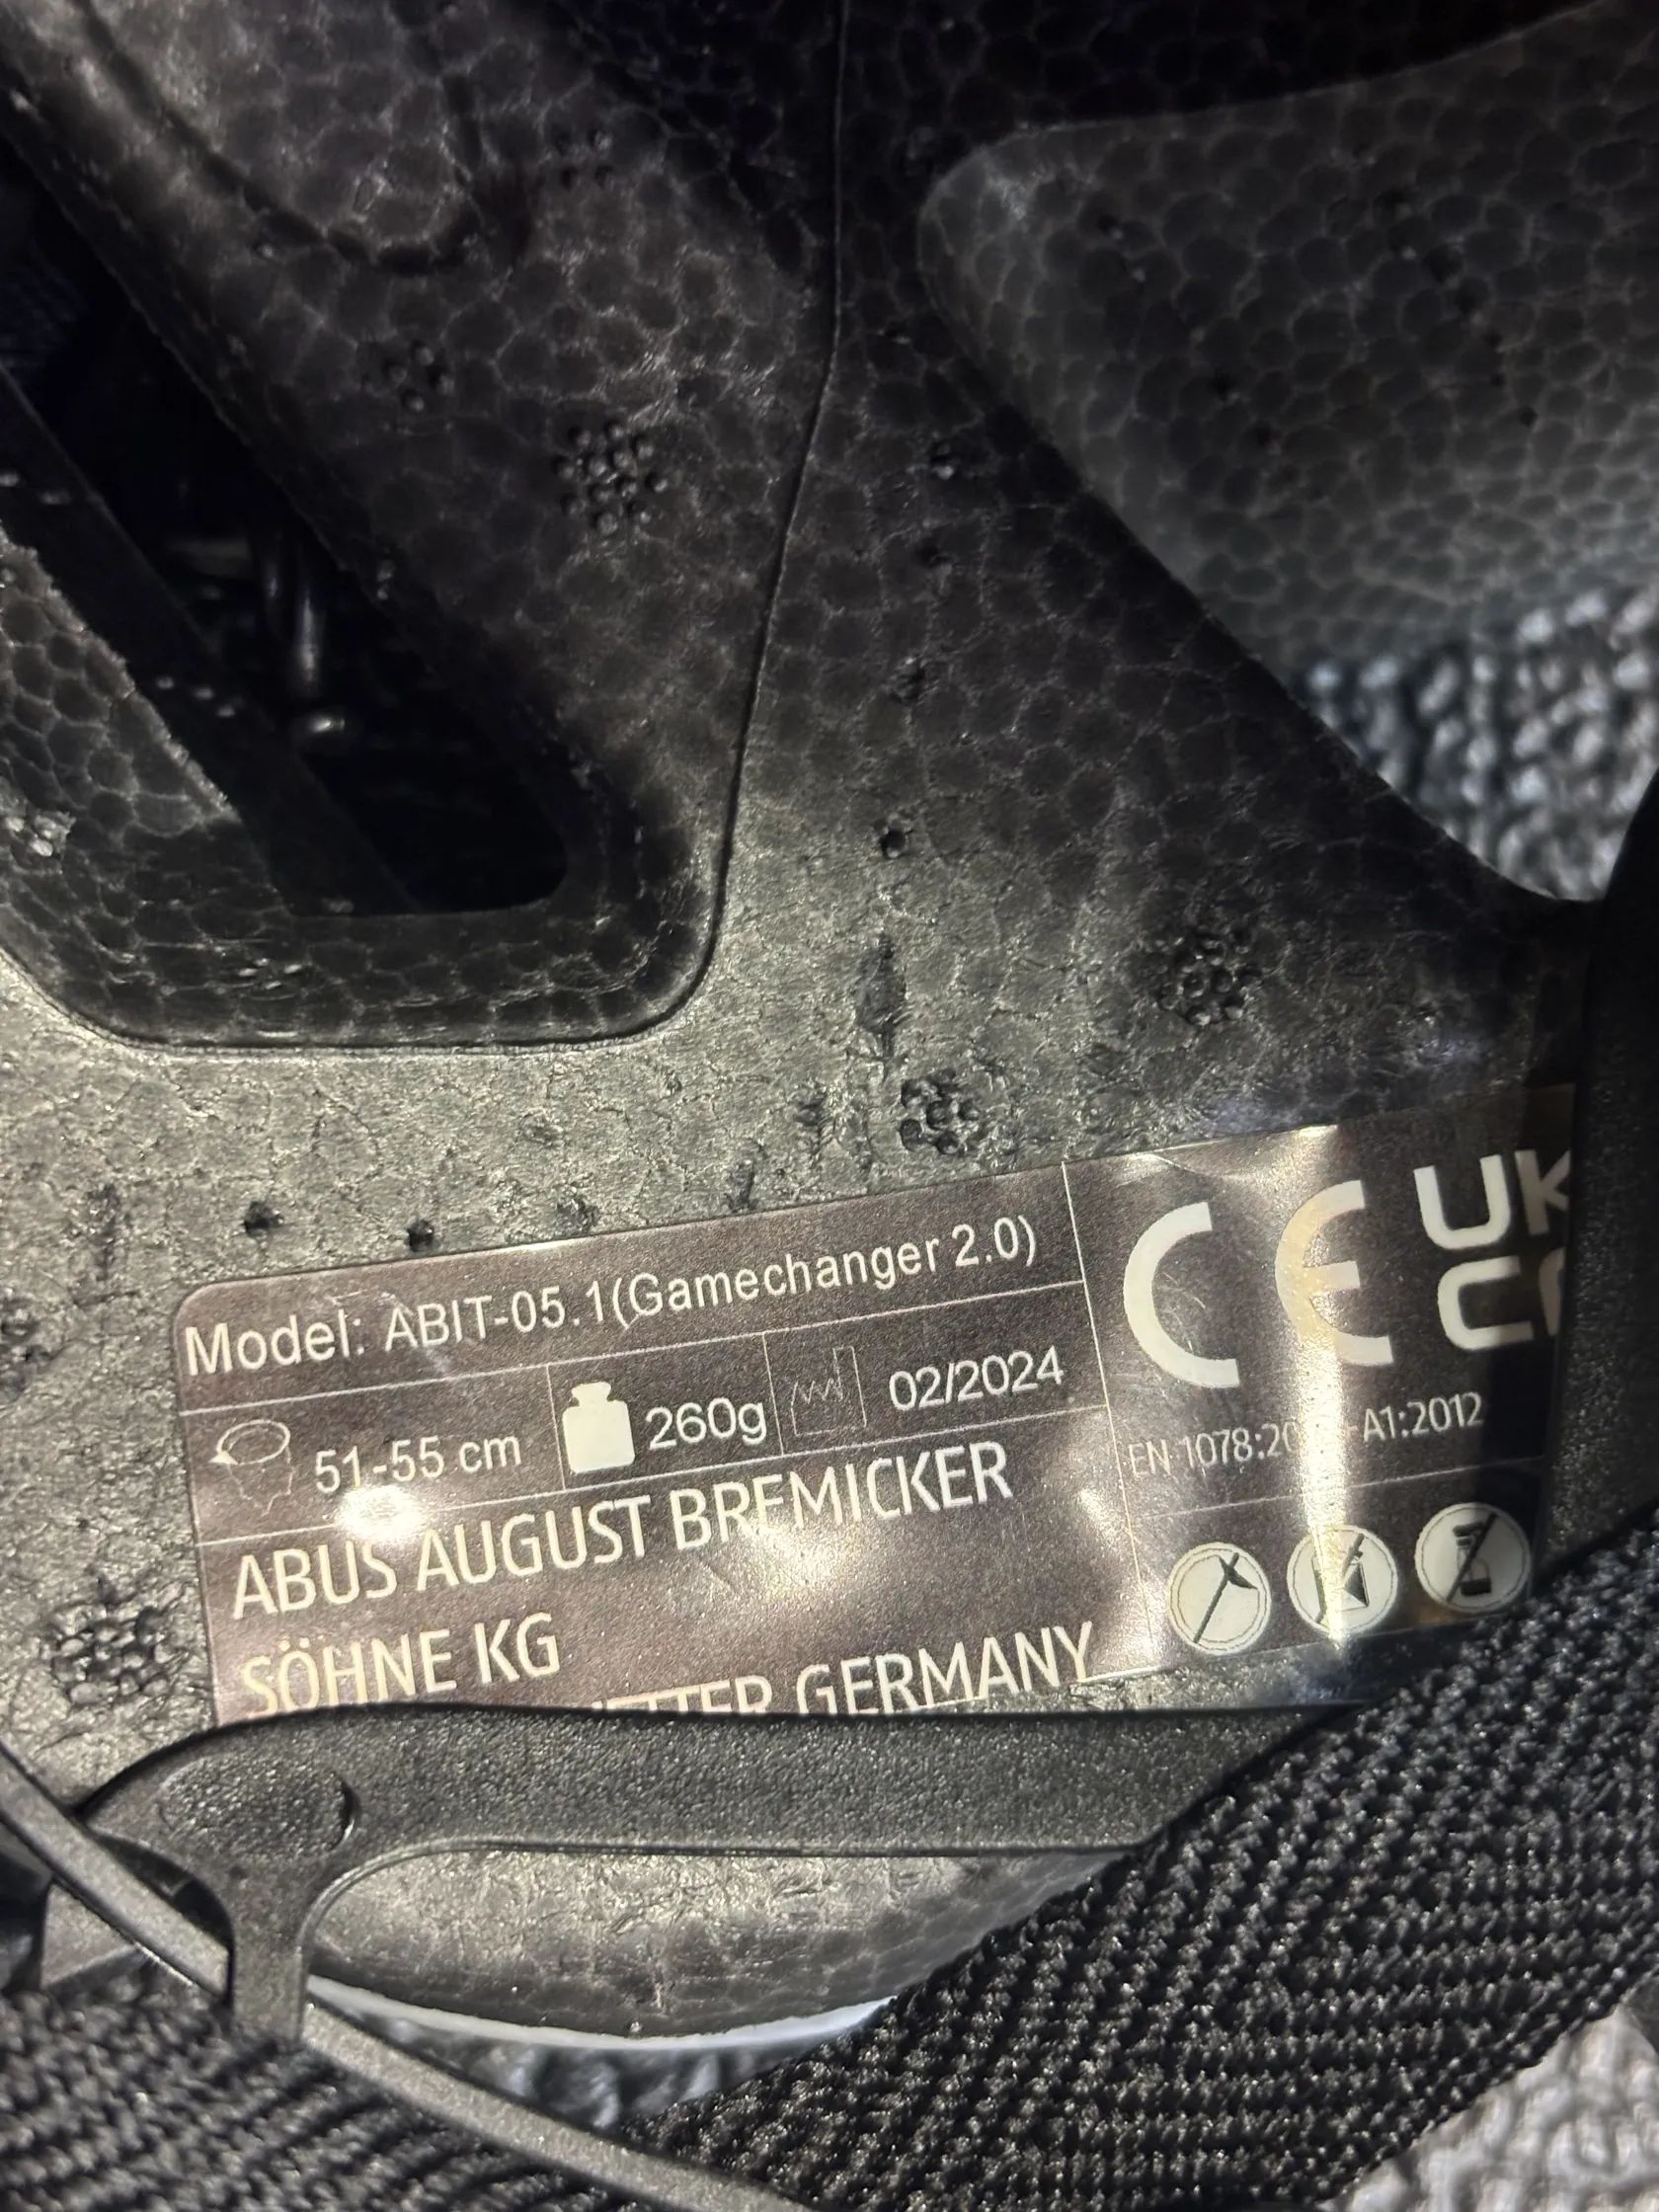 Model: ABIT-05.1(Gamechanger 2.0)
51-55 cm 260g 02/2024
ABUS AUGUST BREMICKER
SÖHNE KG
GERMANY
CE UK
A1:2012